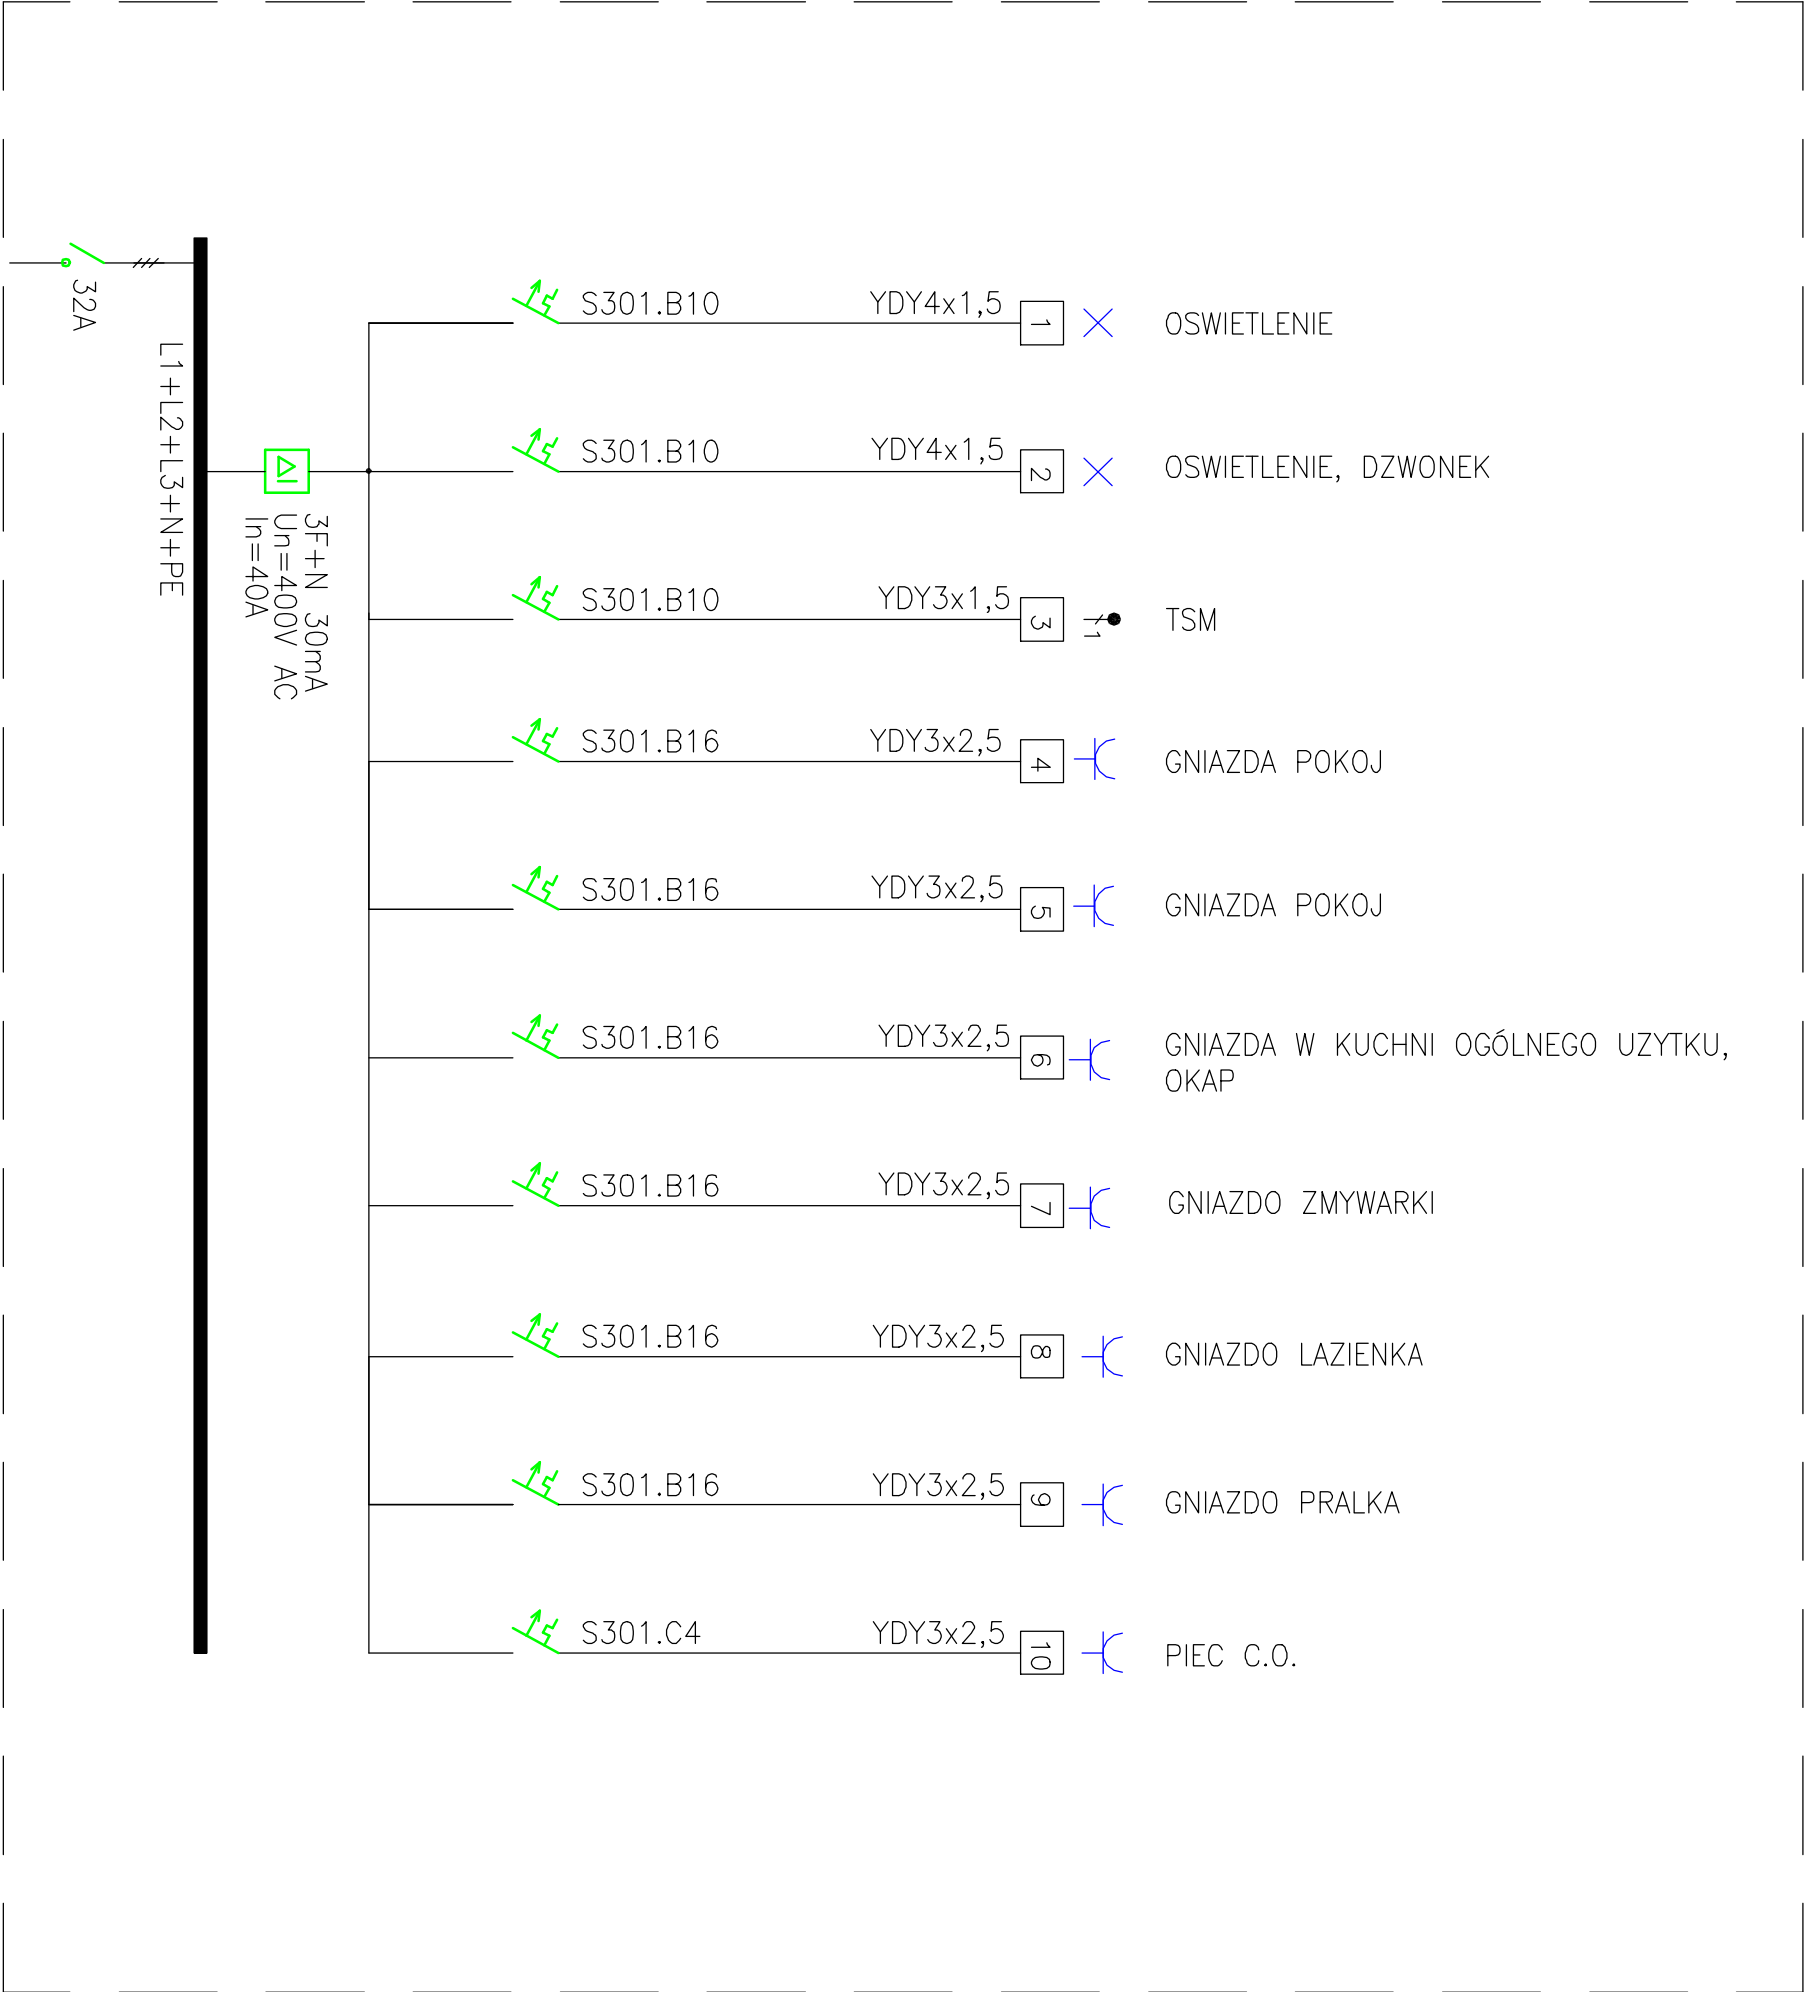 32A
L1+L2+L3+N+PE
3F+N 30mA
Un=400V AC
In=40A
S301.B10 YDY4x1,5 1 OSWIETLENIE
S301.B10 YDY4x1,5 2 OSWIETLENIE, DZWONEK
S301.B10 YDY3x1,5 3 1 TSM
S301.B16 YDY3x2,5 4 GNIAZDA POKOJ
S301.B16 YDY3x2,5 5 GNIAZDA POKOJ
S301.B16 YDY3x2,5 6 GNIAZDA W KUCHNI OGÓLNEGO UZYTKU,
OKAP
S301.B16 YDY3x2,5 7 GNIAZDO ZMYWARKI
S301.B16 YDY3x2,5 8 GNIAZDO LAZIENKA
S301.B16 YDY3x2,5 9 GNIAZDO PRALKA
S301.C4 YDY3x2,5 10 PIEC C.O.